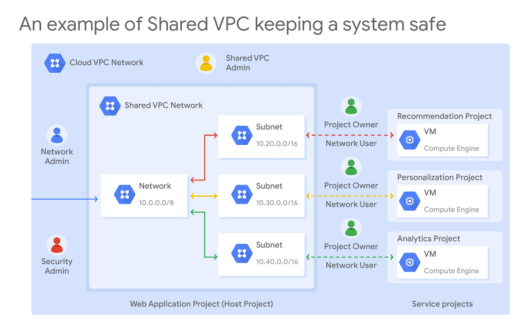 An example of Shared VPC keeping a system safe
Cloud VPC Network
Shared VPC
Admin
Shared VPC Network
Network
Admin
Security
Admin
Network
10.0.0.0/8
Subnet
10.20.0.0/16
Subnet
10.30.0.0/16
Subnet
10.40.0.0/16
Project Owner
Network User
Project Owner
Network User
Project Owner
Network User
Recommendation Project
VM
Compute Engine
Personalization Project
VM
Compute Engine
Analytics Project
VM
Compute Engine
Web Application Project (Host Project)
Service projects